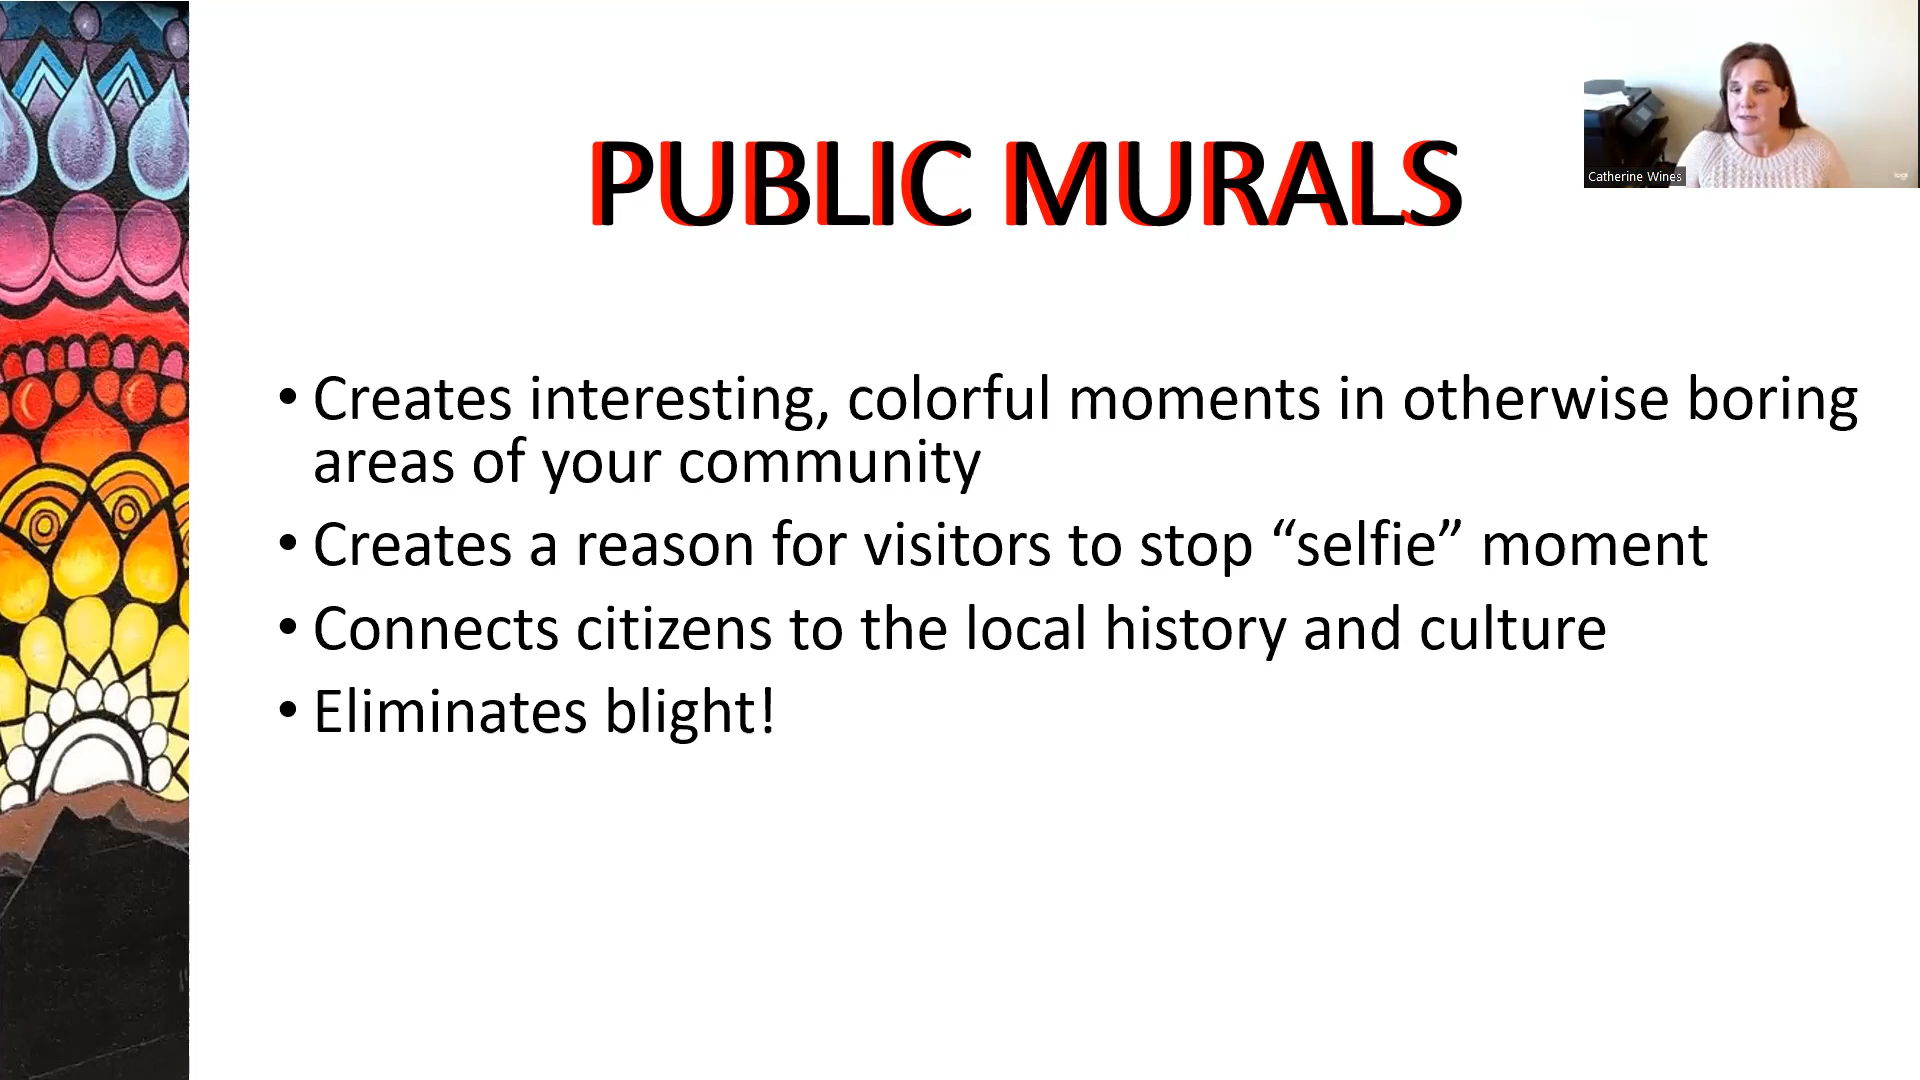 PUBLIC MURALS
Catherine Wines
logi
• Creates interesting, colorful moments in otherwise boring
areas of your community
• Creates a reason for visitors to stop “selfie” moment
• Connects citizens to the local history and culture
• Eliminates blight!